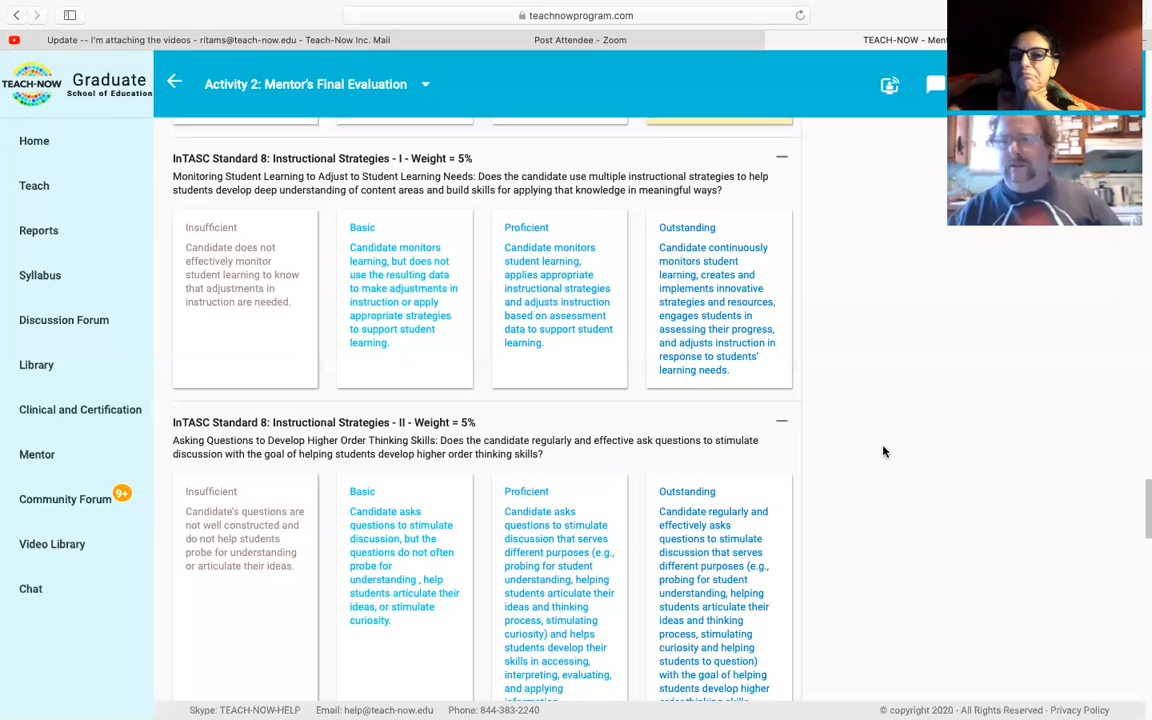 teachnowprogram.com
Update -- I'm attaching the videos - ritams@teach-now.edu - Teach-Now Inc. Mail
Post Attendee - Zoom
TEACH-NOW - Ment
TEACH-NOW
Graduate
School of Education
Activity 2: Mentor's Final Evaluation
Home
Teach
Reports
Syllabus
Discussion Forum
Library
Clinical and Certification
Mentor
Community Forum
9+
Video Library
Chat
InTASC Standard 8: Instructional Strategies - I - Weight = 5%
Monitoring Student Learning to Adjust to Student Learning Needs: Does the candidate use multiple instructional strategies to help
students develop deep understanding of content areas and build skills for applying that knowledge in meaningful ways?
Insufficient
Candidate does not
effectively monitor
student learning to know
that adjustments in
instruction are needed.
Basic
Candidate monitors
learning, but does not
use the resulting data
to make adjustments in
instruction or apply
appropriate strategies
to support student
learning.
Proficient
Candidate monitors
student learning,
applies appropriate
instructional strategies
and adjusts instruction
based on assessment
data to support student
learning.
Outstanding
Candidate continuously
monitors student
learning, creates and
implements innovative
strategies and resources,
engages students in
assessing their progress,
and adjusts instruction in
response to students'
learning needs.
InTASC Standard 8: Instructional Strategies - II - Weight = 5%
Asking Questions to Develop Higher Order Thinking Skills: Does the candidate regularly and effective ask questions to stimulate
discussion with the goal of helping students develop higher order thinking skills?
Insufficient
Candidate's questions are
not well constructed and
do not help students
probe for understanding
or articulate their ideas.
Basic
Candidate asks
questions to stimulate
discussion, but the
questions do not often
probe for
understanding , help
students articulate their
ideas, or stimulate
curiosity.
Proficient
Candidate asks
questions to stimulate
discussion that serves
different purposes (e.g.,
probing for student
understanding, helping
students articulate their
ideas and thinking
process, stimulating
curiosity) and helps
students develop their
skills in accessing,
interpreting, evaluating,
and applying
Outstanding
Candidate regularly and
effectively asks
questions to stimulate
discussion that serves
different purposes (e.g.,
probing for student
understanding, helping
students articulate their
ideas and thinking
process, stimulating
curiosity and helping
students to question)
with the goal of helping
students develop higher
Skype: TEACH-NOW-HELP
Email: help@teach-now.edu
Phone: 844-383-2240
© copyright 2020 - All Rights Reserved · Privacy Policy